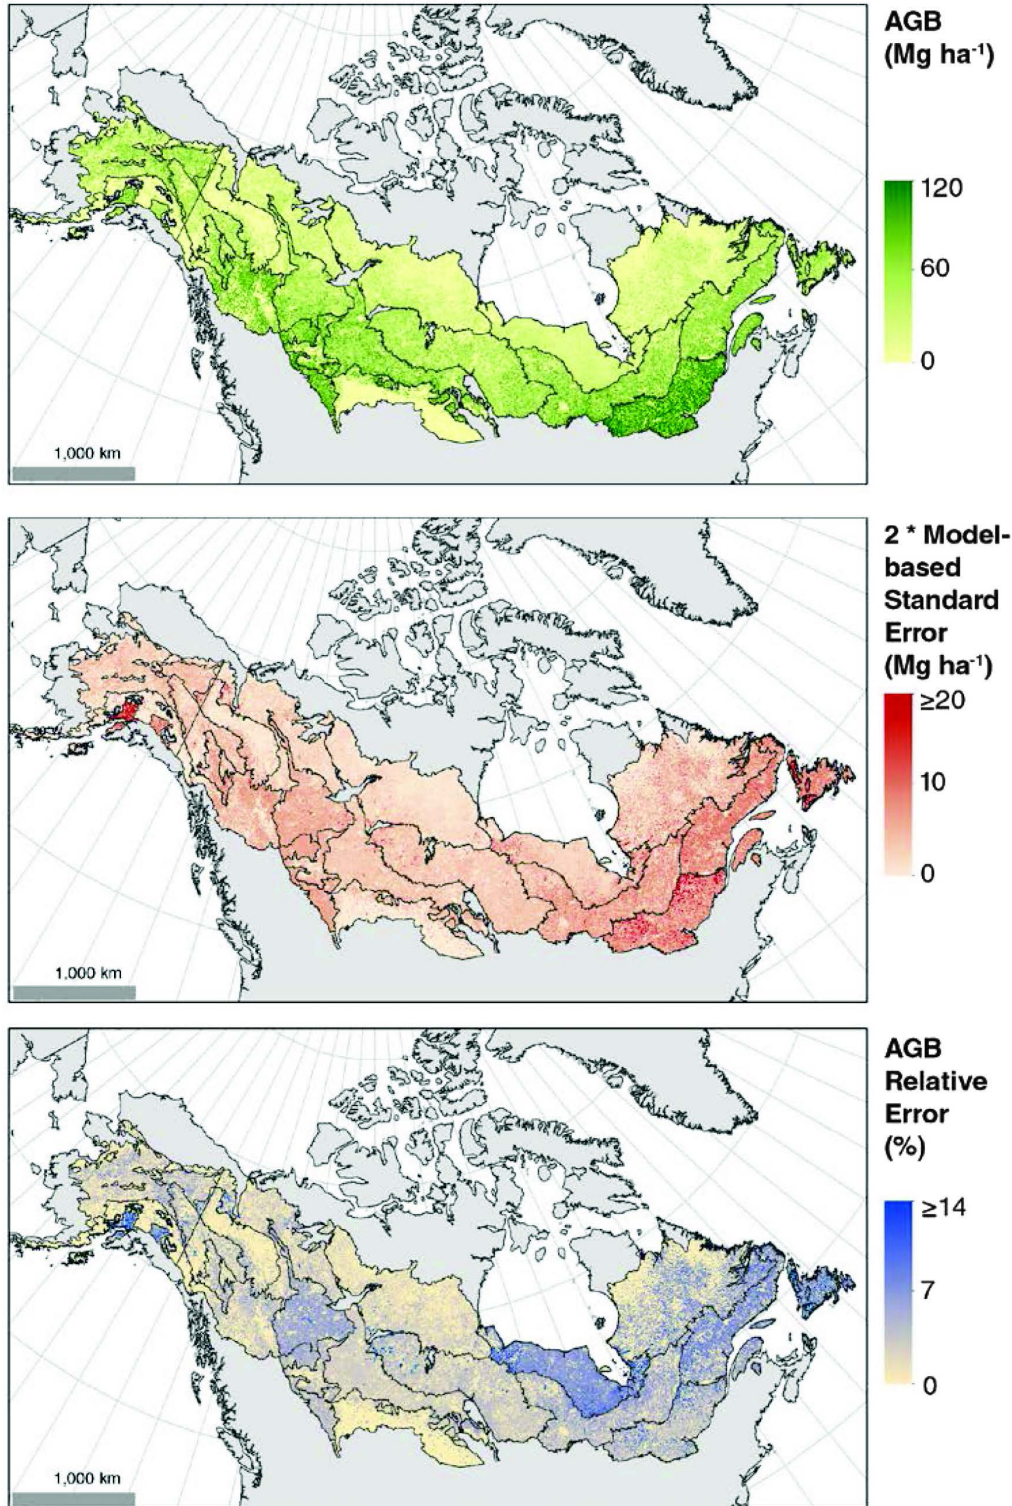 AGB
(Mg ha⁻¹)
120
60
0
1,000 km
2 * Model-
based
Standard
Error
(Mg ha⁻¹)
≥20
10
0
1,000 km
AGB
Relative
Error
(%)
≥14
7
0
1,000 km